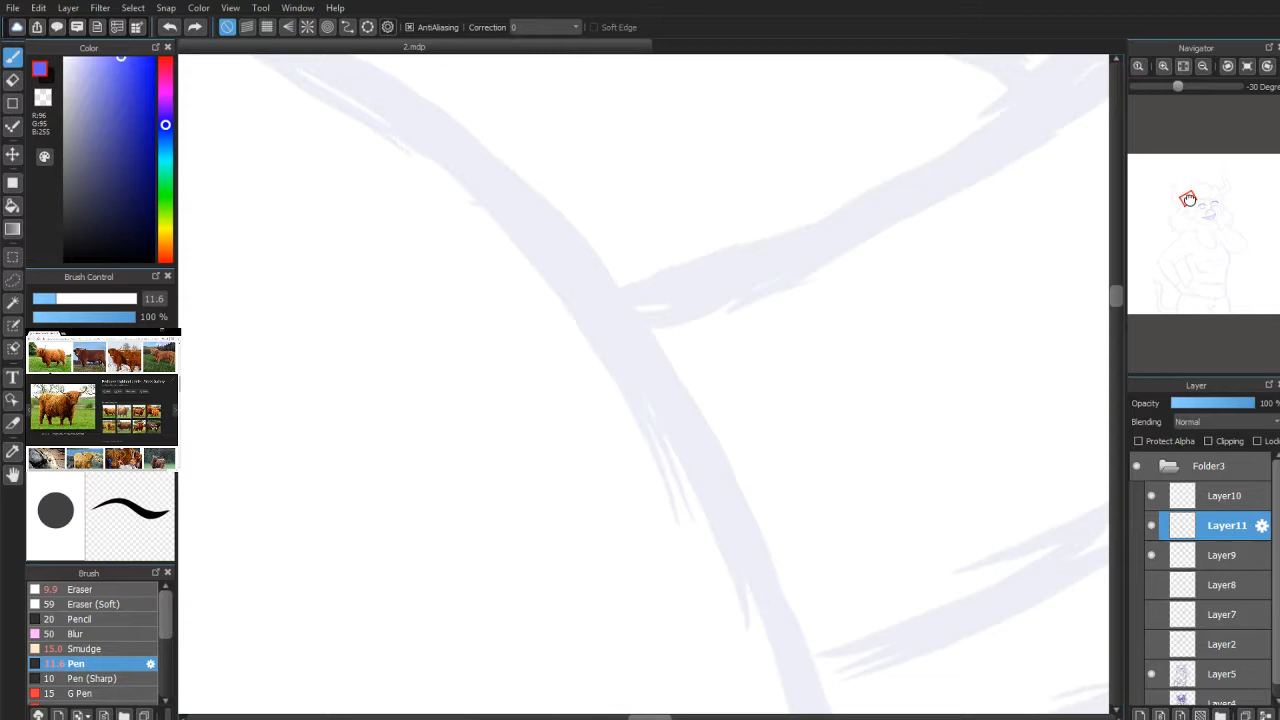 File Edit Layer Filter Select Snap Color View Tool Window Help
AntiAliasing Correction 0 Soft Edge
Color
2.mdp
Navigator
R:96
G:95
B:255
-30 Degre
Brush Control
11.6
100 %
Layer
Opacity 100 %
Blending Normal
Protect Alpha Clipping Loc
Folder3
Layer10
Layer11
Layer9
Layer8
Layer7
Layer2
Layer5
Layer4
Brush
9.9 Eraser
59 Eraser (Soft)
20 Pencil
50 Blur
15.0 Smudge
11.6 Pen
10 Pen (Sharp)
15 G Pen